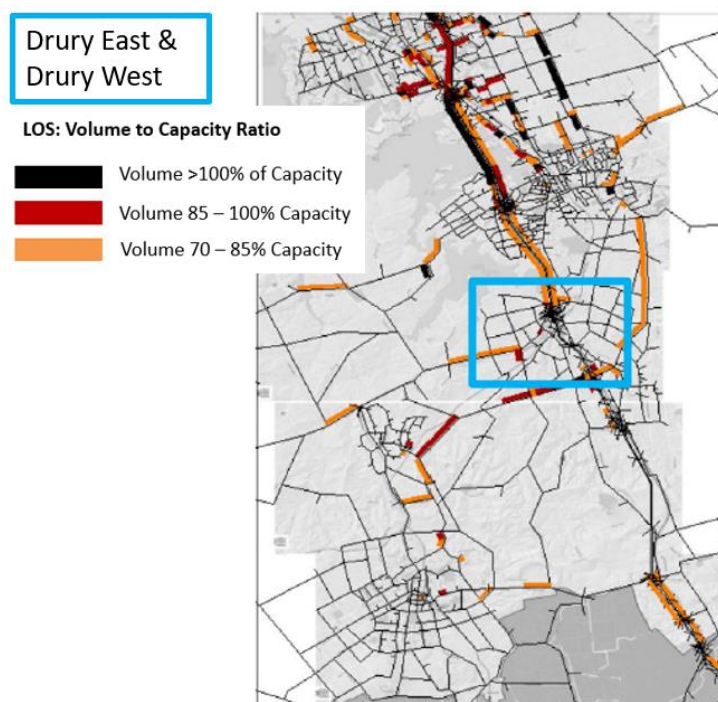 Drury East &
Drury West
LOS: Volume to Capacity Ratio
Volume >100% of Capacity
Volume 85 – 100% Capacity
Volume 70 – 85% Capacity